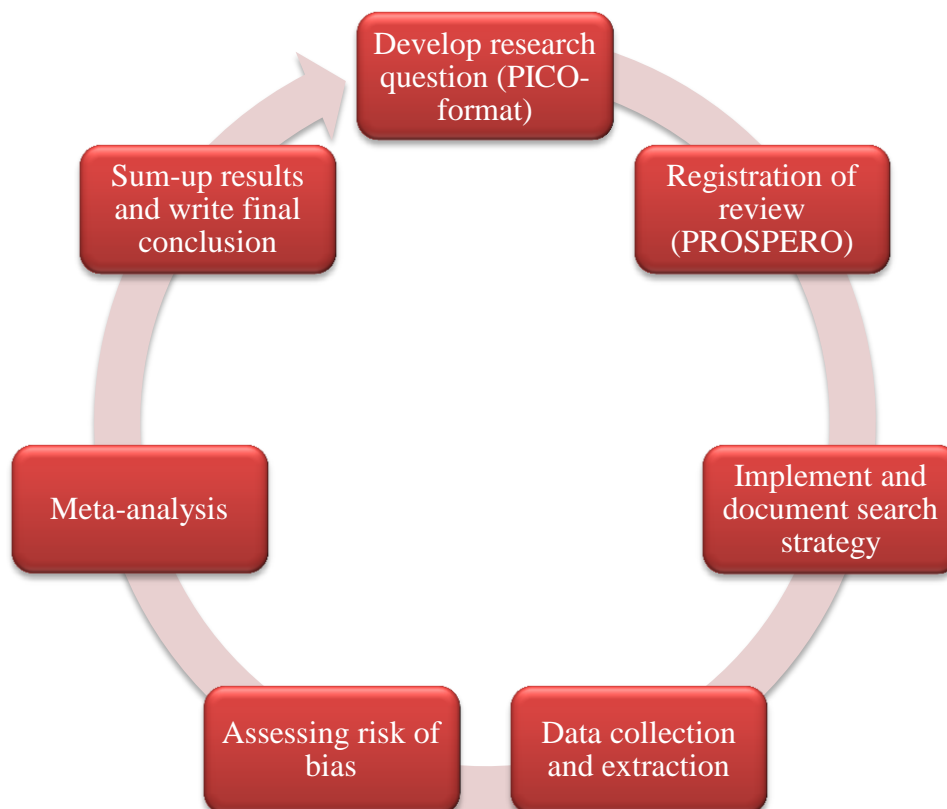 Develop research
question (PICO-
format)
Registration of
review
(PROSPERO)
Implement and
document search
strategy
Data collection
and extraction
Assessing risk of
bias
Meta-analysis
Sum-up results
and write final
conclusion